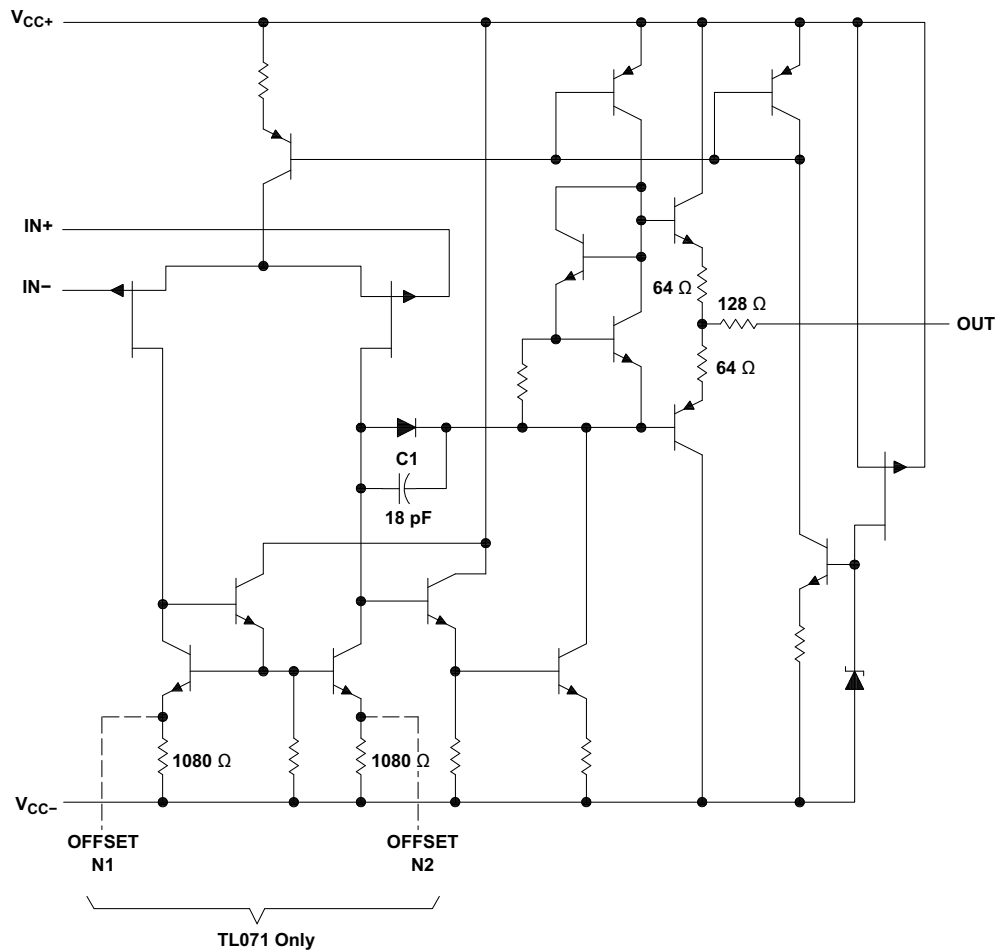 VCC+
IN+
IN−
64 Ω
128 Ω
OUT
64 Ω
C1
18 pF
1080 Ω
1080 Ω
VCC−
OFFSET
N1
OFFSET
N2
TL071 Only